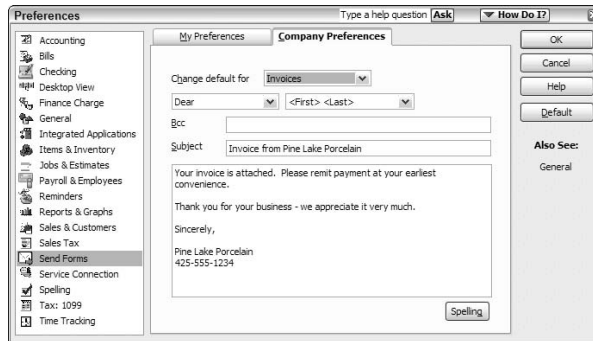 Preferences
Type a help question Ask How Do I?
Accounting
Bills
Checking
Desktop View
Finance Charge
General
Integrated Applications
Items & Inventory
Jobs & Estimates
Payroll & Employees
Reminders
Reports & Graphs
Sales & Customers
Sales Tax
Send Forms
Service Connection
Spelling
Tax: 1099
Time Tracking
My Preferences
Company Preferences
Change default for Invoices
Dear <First> <Last>
Bcc
Subject Invoice from Pine Lake Porcelain
Your invoice is attached. Please remit payment at your earliest
convenience.
Thank you for your business - we appreciate it very much.
Sincerely,
Pine Lake Porcelain
425-555-1234
Spelling
OK
Cancel
Help
Default
Also See:
General